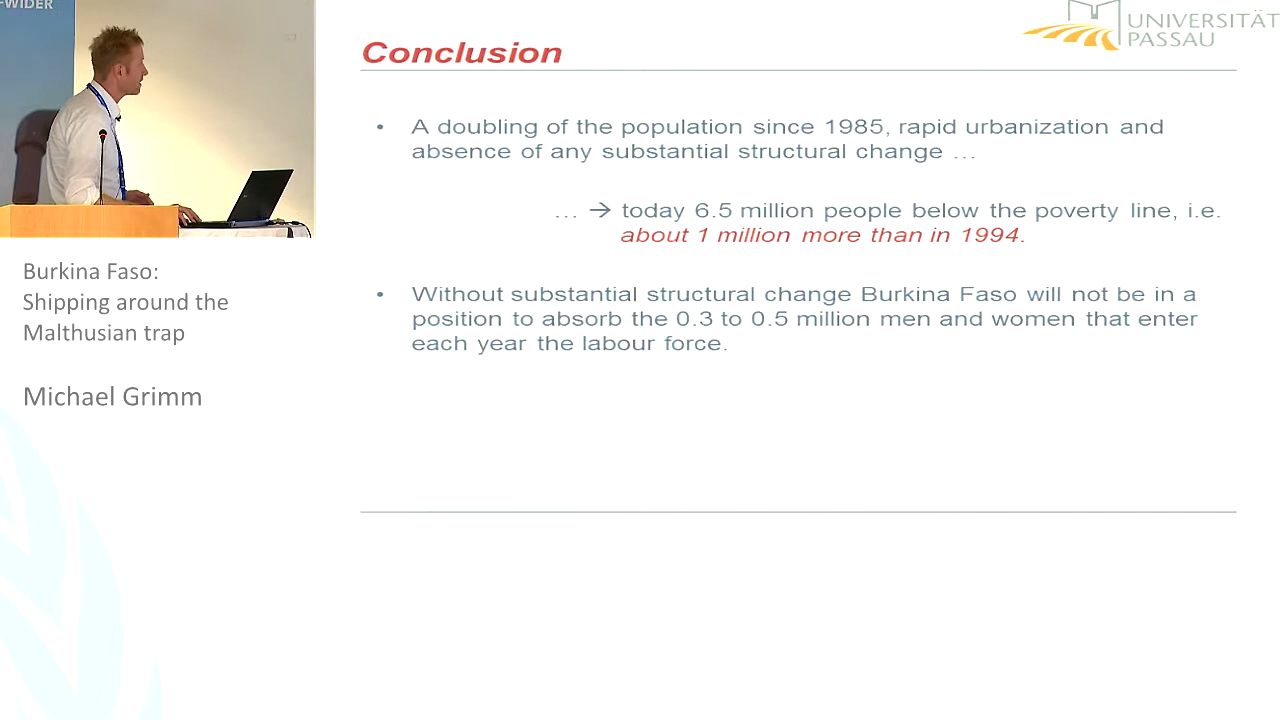 -WIDER
UNIVERSITÄT
PASSAU
Conclusion
• A doubling of the population since 1985, rapid urbanization and
absence of any substantial structural change ...
... → today 6.5 million people below the poverty line, i.e.
about 1 million more than in 1994.
• Without substantial structural change Burkina Faso will not be in a
position to absorb the 0.3 to 0.5 million men and women that enter
each year the labour force.
Burkina Faso:
Shipping around the
Malthusian trap
Michael Grimm